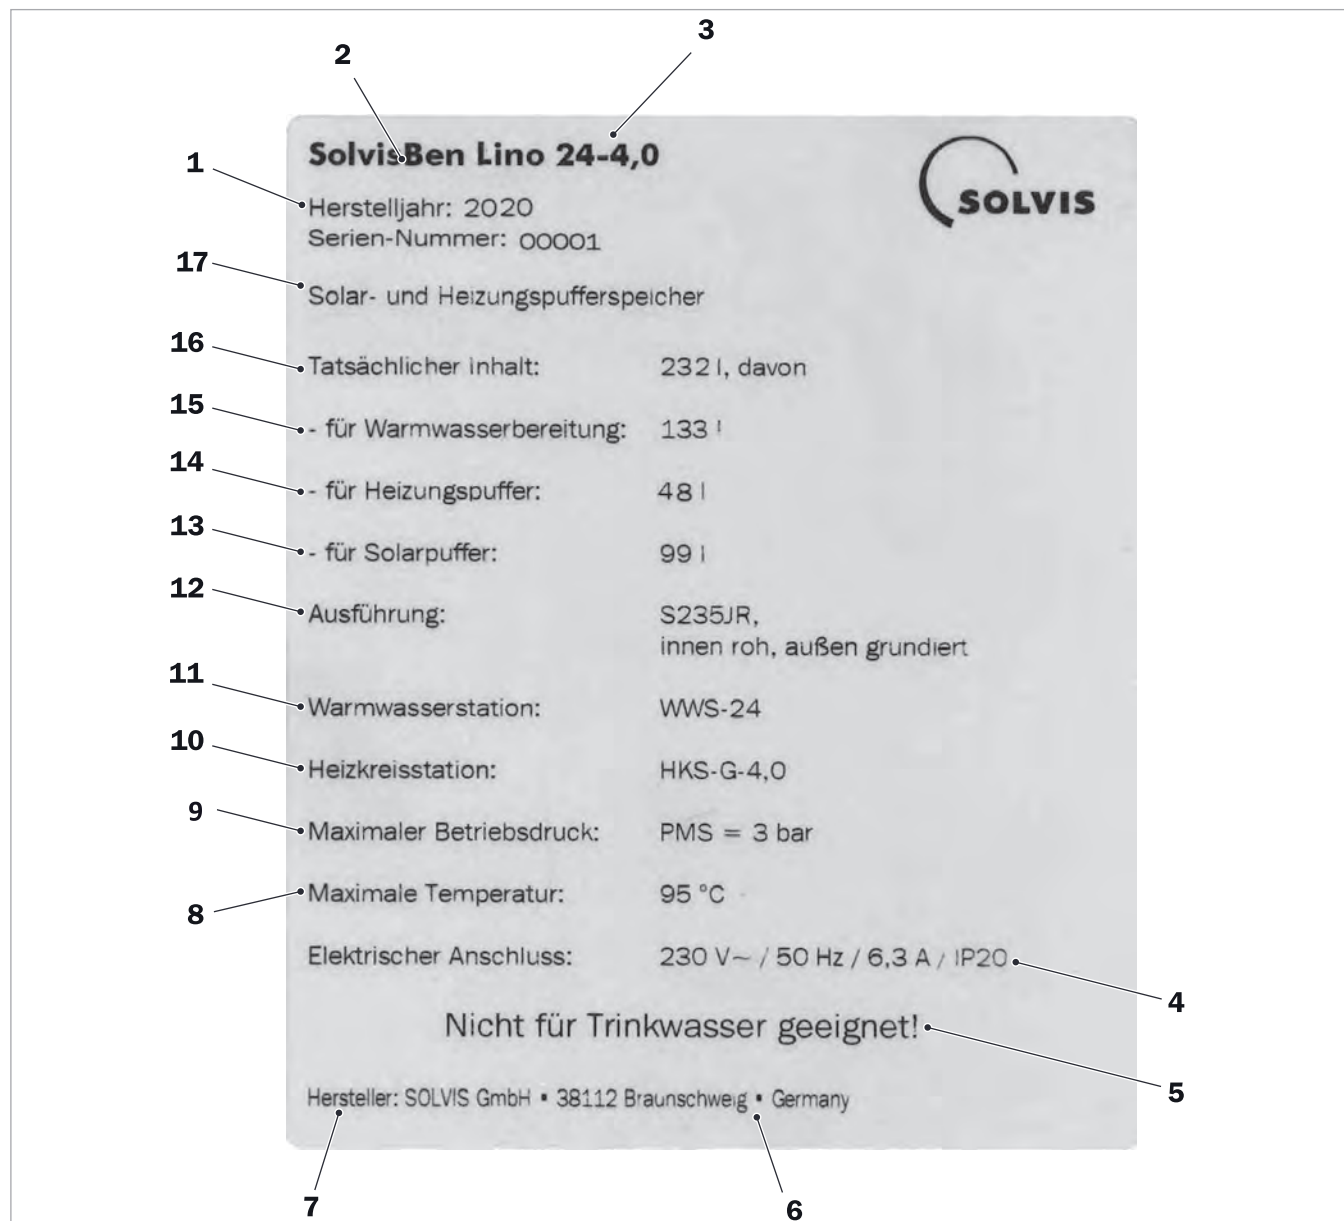 3
2
SolvisBen Lino 24-4,0
SOLVIS
1
Herstelljahr: 2020
Serien-Nummer: 00001
17
Solar- und Heizungspufferspeicher
16
Tatsächlicher Inhalt: 232 l, davon
15
- für Warmwasserbereitung: 133 l
14
- für Heizungspuffer: 48 l
13
- für Solarpuffer: 99 l
12
Ausführung: S235JR,
innen roh, außen grundiert
11
Warmwasserstation: WWS-24
10
Heizkreisstation: HKS-G-4,0
9
Maximaler Betriebsdruck: PMS = 3 bar
8
Maximale Temperatur: 95 °C
Elektrischer Anschluss: 230 V~ / 50 Hz / 6,3 A / IP20
4
Nicht für Trinkwasser geeignet!
5
Hersteller: SOLVIS GmbH ▪ 38112 Braunschweig ▪ Germany
7
6